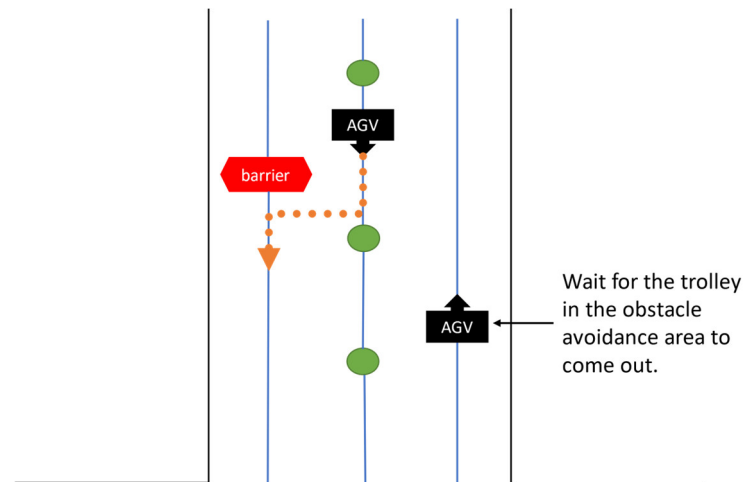 AGV
barrier
Wait for the trolley
in the obstacle
AGV
avoidance area to
come out.